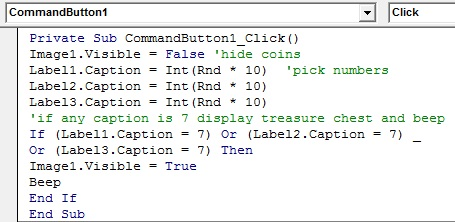 CommandButton1 Click
Private Sub CommandButton1_Click()
Image1.Visible = False 'hide coins
Label1.Caption = Int(Rnd * 10)  'pick numbers
Label2.Caption = Int(Rnd * 10)
Label3.Caption = Int(Rnd * 10)
'if any caption is 7 display treasure chest and beep
If (Label1.Caption = 7) Or (Label2.Caption = 7) _
Or (Label3.Caption = 7) Then
Image1.Visible = True
Beep
End If
End Sub